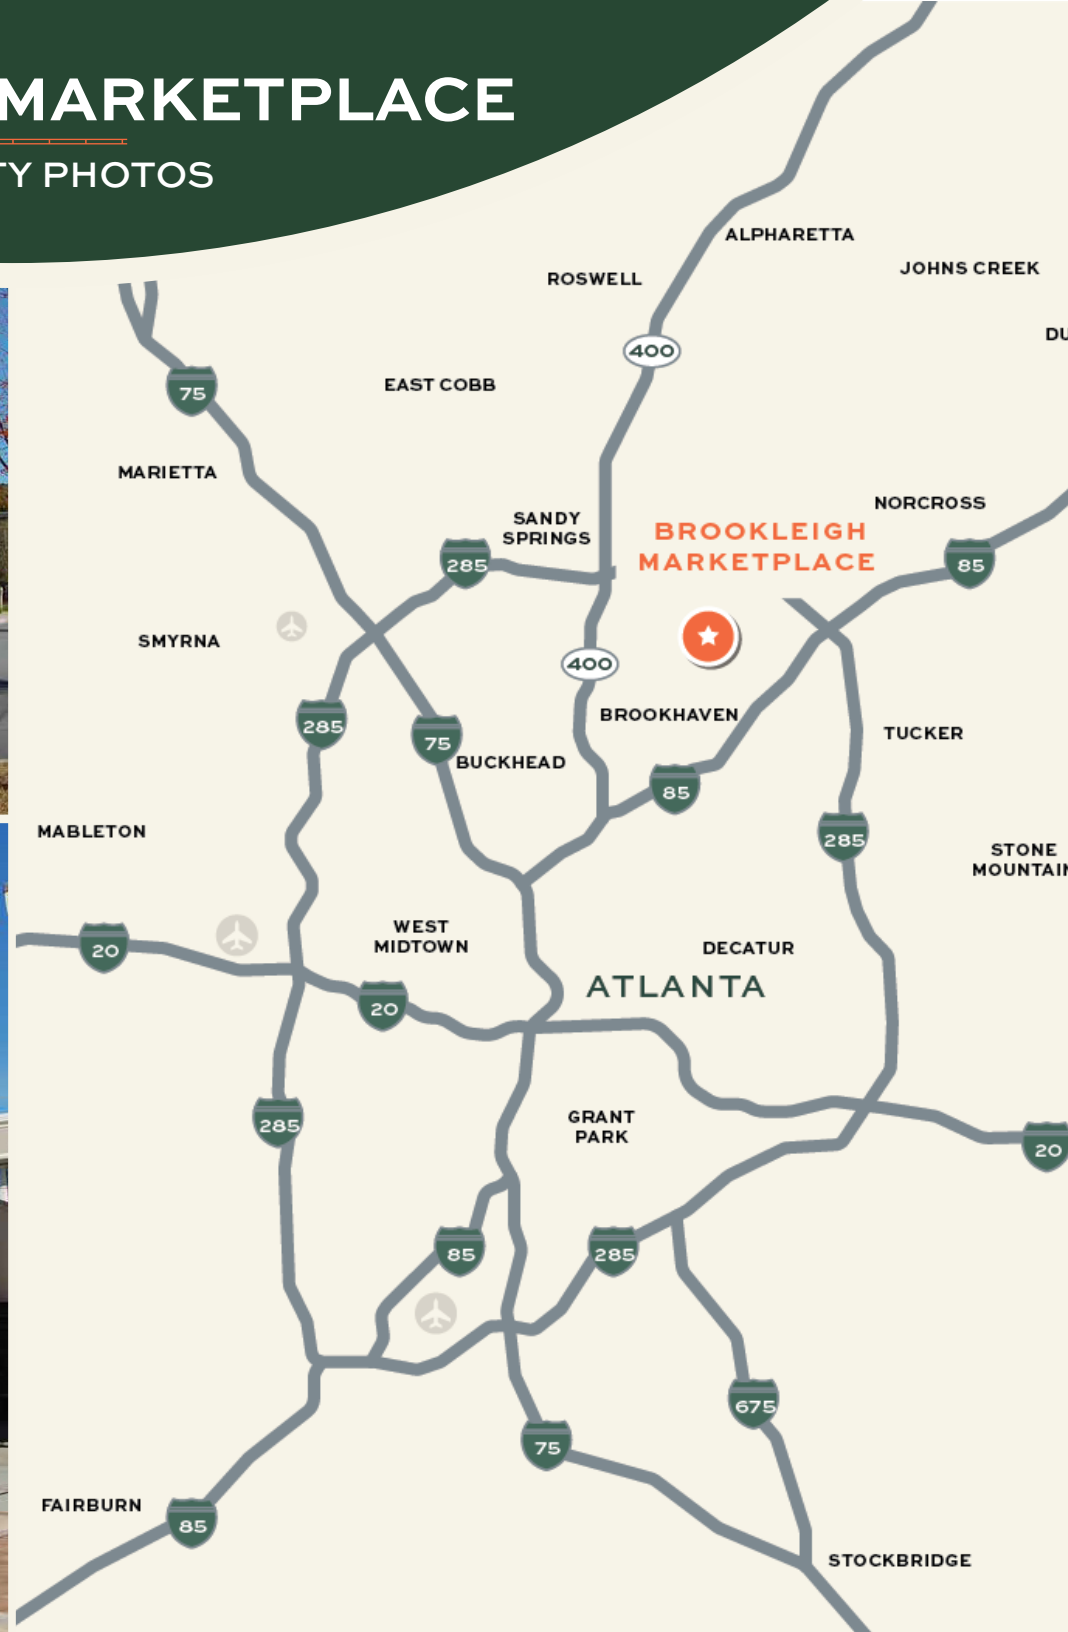 MARKETPLACE
TY PHOTOS
ALPHARETTA
JOHNS CREEK
ROSWELL
DU
400
EAST COBB
75
MARIETTA
NORCROSS
SANDY
SPRINGS
BROOKLEIGH
MARKETPLACE
285
85
SMYRNA
400
BROOKHAVEN
285
75
TUCKER
BUCKHEAD
85
MABLETON
285
STONE
MOUNTAIN
WEST
MIDTOWN
DECATUR
20
ATLANTA
20
GRANT
PARK
285
20
85
285
675
75
FAIRBURN
85
STOCKBRIDGE